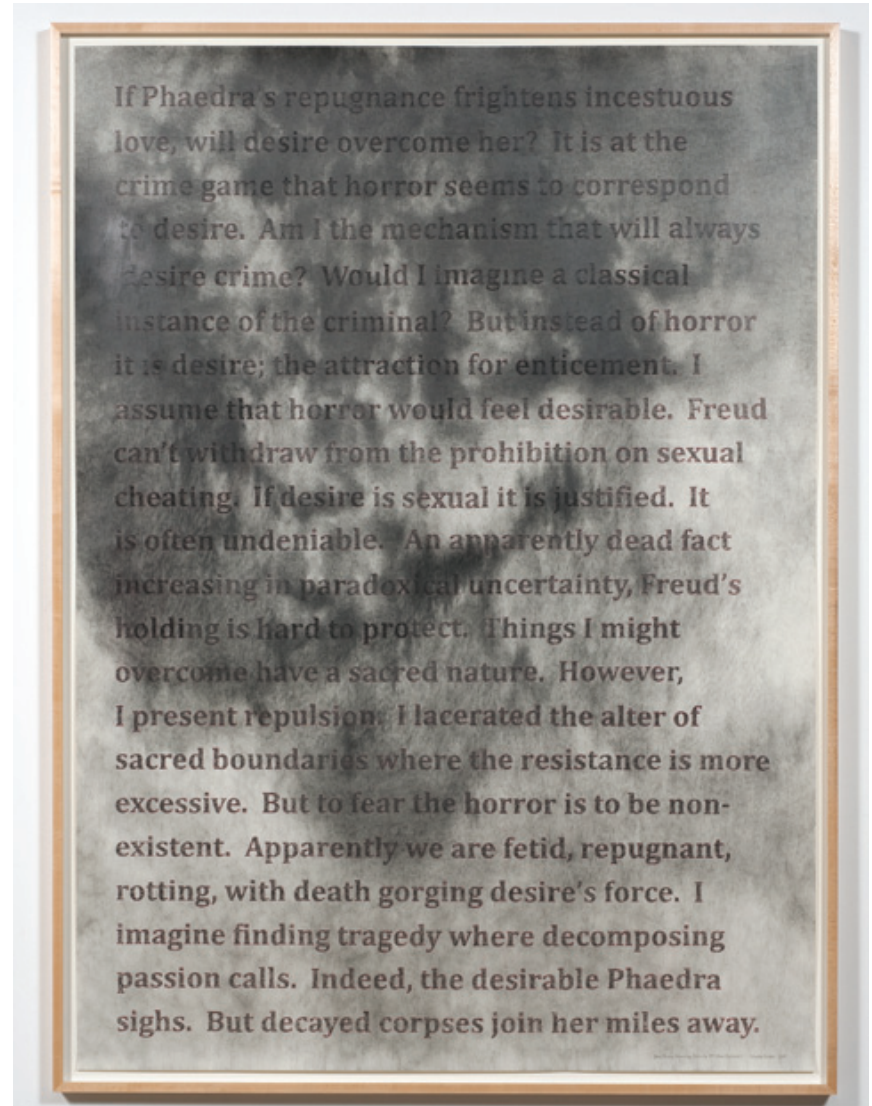 If Phaedra's repugnance frightens incestuous
love, will desire overcome her? It is at the
crime game that horror seems to correspond
to desire. Am I the mechanism that will always
desire crime? Would I imagine a classical
instance of the criminal? But instead of horror
it is desire; the attraction for enticement. I
assume that horror would feel desirable. Freud
can't withdraw from the prohibition on sexual
cheating. If desire is sexual it is justified. It
is often undeniable. An apparently dead fact
increasing in paradoxical uncertainty, Freud's
holding is hard to protect. Things I might
overcome have a sacred nature. However,
I present repulsion. I lacerated the alter of
sacred boundaries where the resistance is more
excessive. But to fear the horror is to be non-
existent. Apparently we are fetid, repugnant,
rotting, with death gorging desire's force. I
imagine finding tragedy where decomposing
passion calls. Indeed, the desirable Phaedra
sighs. But decayed corpses join her miles away.